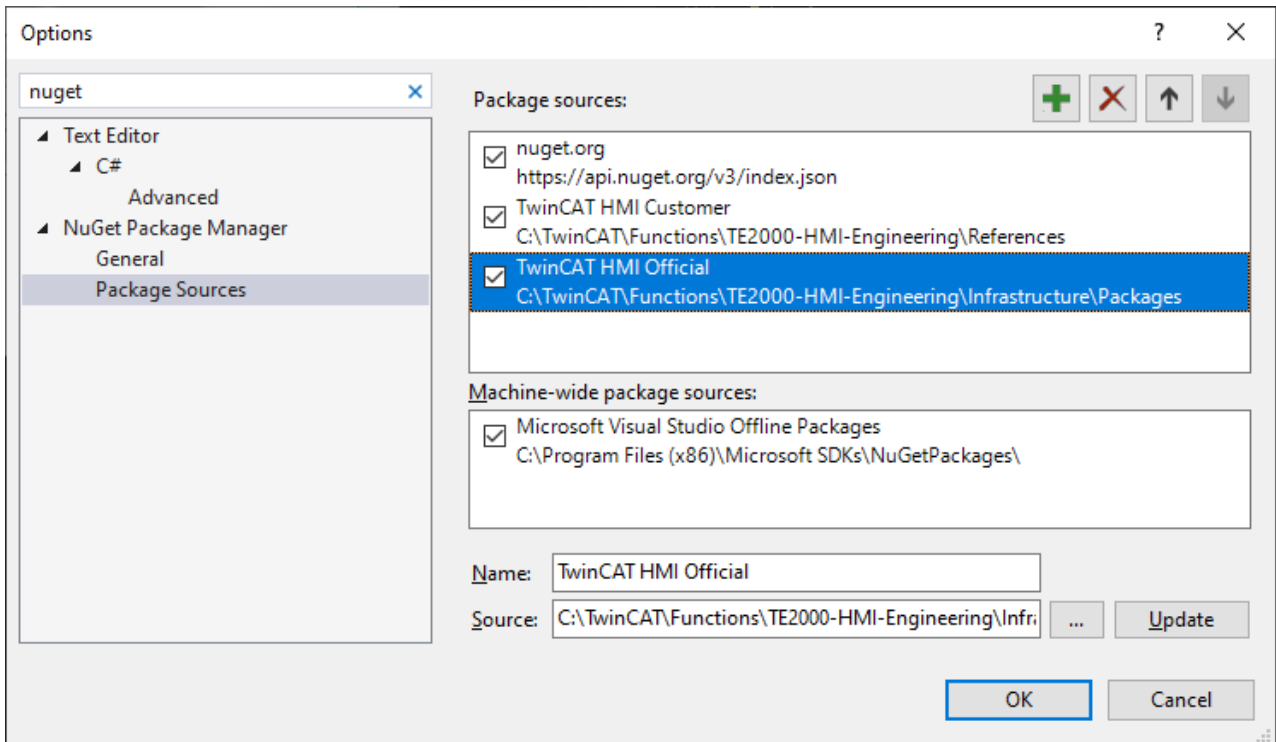 Options
?
nuget
Package sources:
Text Editor
C#
Advanced
NuGet Package Manager
General
Package Sources
nuget.org
https://api.nuget.org/v3/index.json
TwinCAT HMI Customer
C:\TwinCAT\Functions\TE2000-HMI-Engineering\References
TwinCAT HMI Official
C:\TwinCAT\Functions\TE2000-HMI-Engineering\Infrastructure\Packages
Machine-wide package sources:
Microsoft Visual Studio Offline Packages
C:\Program Files (x86)\Microsoft SDKs\NuGetPackages\
Name: TwinCAT HMI Official
Source: C:\TwinCAT\Functions\TE2000-HMI-Engineering\Infra ... Update
OK Cancel